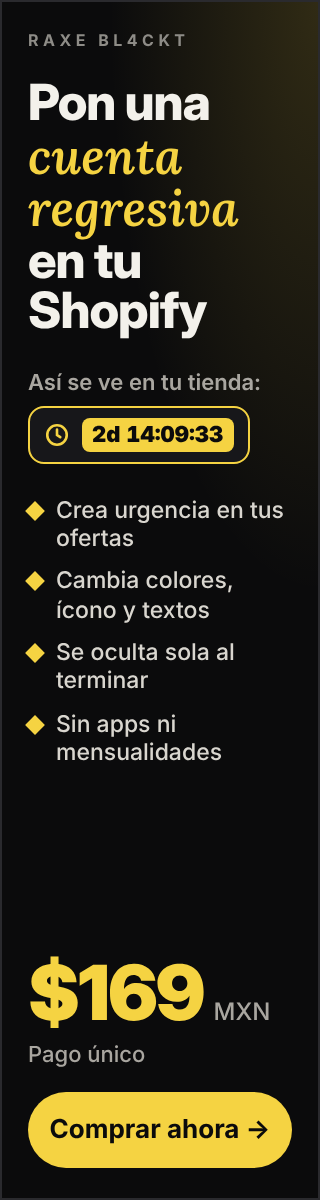 RAXE BL4CKT
Pon una
cuenta
regresiva
en tu
Shopify
Así se ve en tu tienda:
2d 14:09:33
Crea urgencia en tus
ofertas
Cambia colores,
ícono y textos
Se oculta sola al
terminar
Sin apps ni
mensualidades
$169 MXN
Pago único
Comprar ahora →